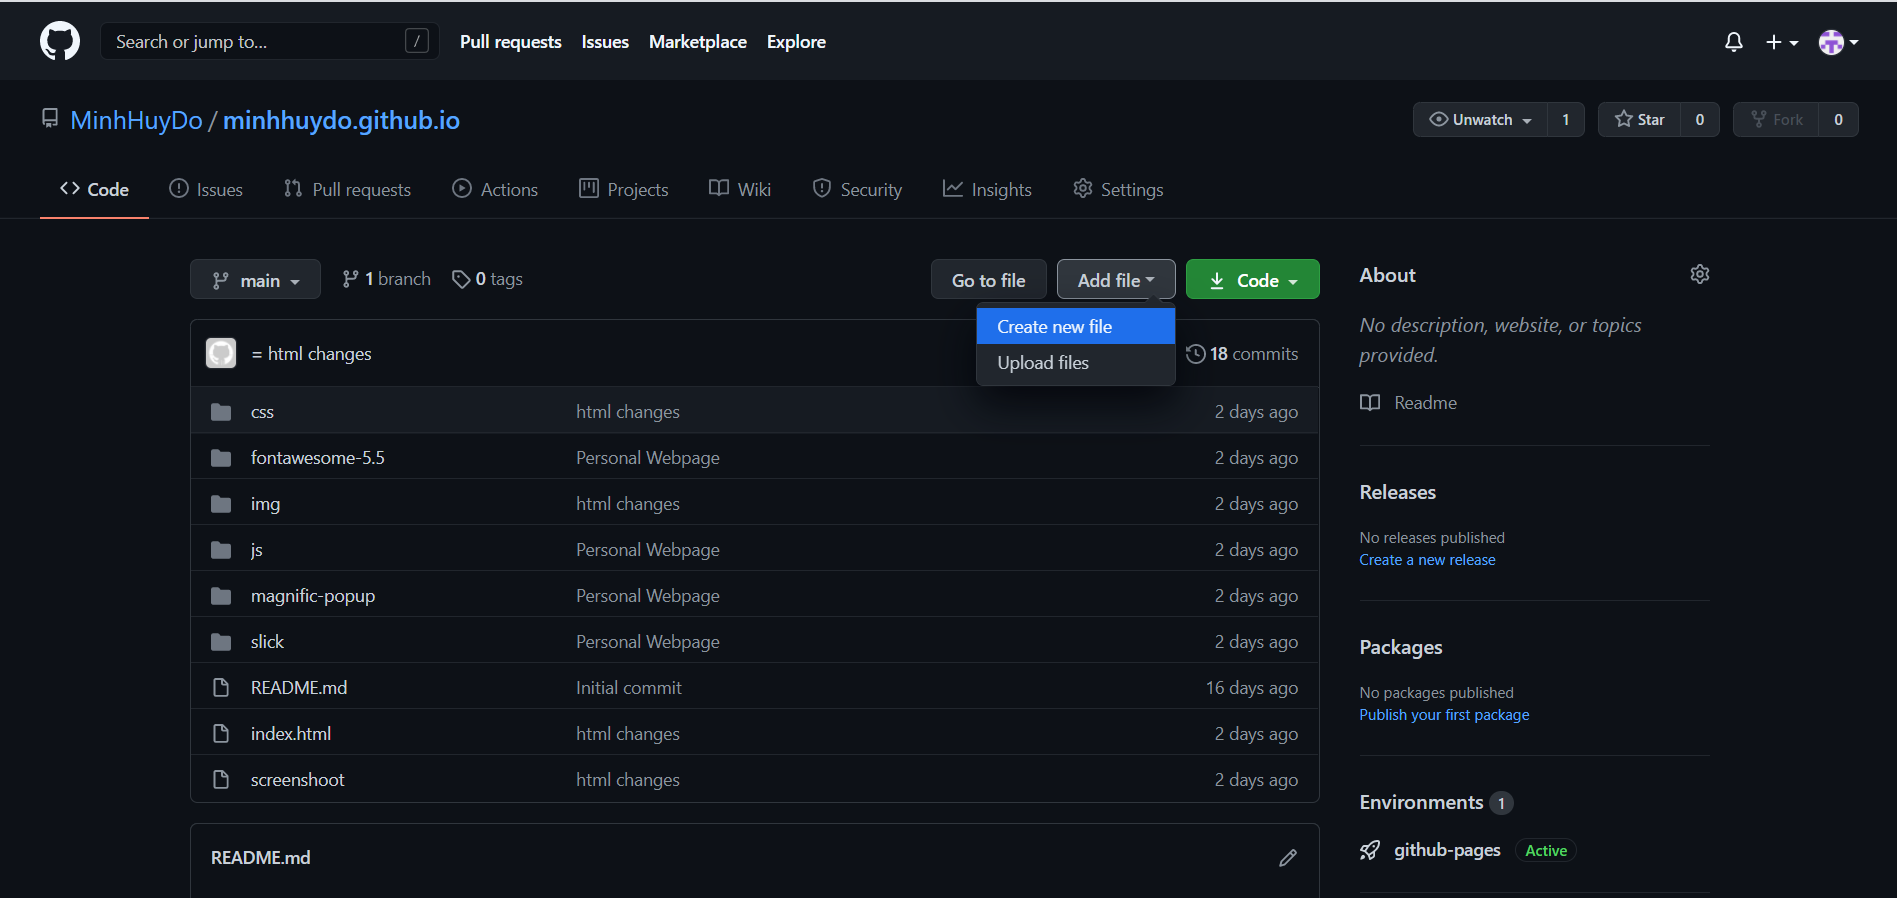 Search or jump to... / Pull requests Issues Marketplace Explore
MinhHuyDo / minhhuydo.github.io Unwatch 1 Star 0 Fork 0
Code Issues Pull requests Actions Projects Wiki Security Insights Settings
main 1 branch 0 tags Go to file Add file Code
Create new file
Upload files
= html changes 18 commits
css html changes 2 days ago
fontawesome-5.5 Personal Webpage 2 days ago
img html changes 2 days ago
js Personal Webpage 2 days ago
magnific-popup Personal Webpage 2 days ago
slick Personal Webpage 2 days ago
README.md Initial commit 16 days ago
index.html html changes 2 days ago
screenshoot html changes 2 days ago
README.md
About
No description, website, or topics
provided.
Readme
Releases
No releases published
Create a new release
Packages
No packages published
Publish your first package
Environments 1
github-pages Active